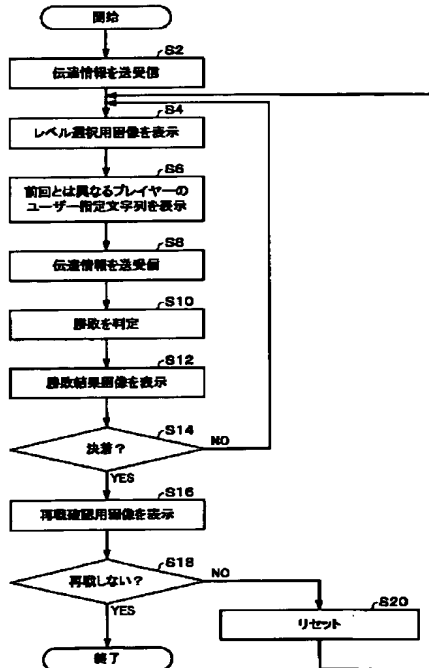 開始
S2
伝達情報を送受信
S4
レベル選択用画像を表示
S6
前回とは異なるプレイヤーの
ユーザー指定文字列を表示
S8
伝達情報を送受信
S10
勝敗を判定
S12
勝敗結果画像を表示
S14
決着？
NO
YES
S16
再戦確認用画像を表示
S18
再戦しない？
NO
YES
S20
リセット
終了